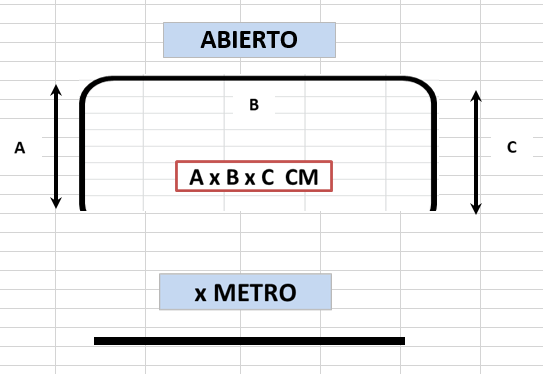 ABIERTO
B
A
C
A x B x C CM
x METRO